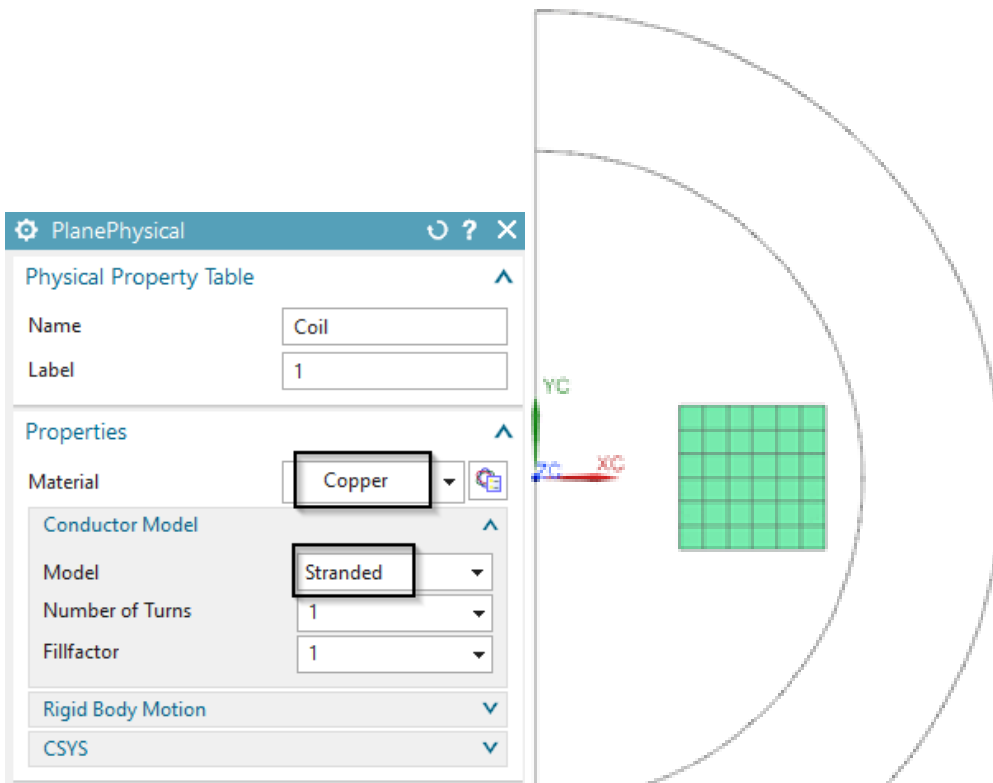 PlanePhysical
Physical Property Table
Name Coil
Label 1
Properties
Material Copper
Conductor Model
Model Stranded
Number of Turns 1
Fillfactor 1
Rigid Body Motion
CSYS
YC
ZC XC